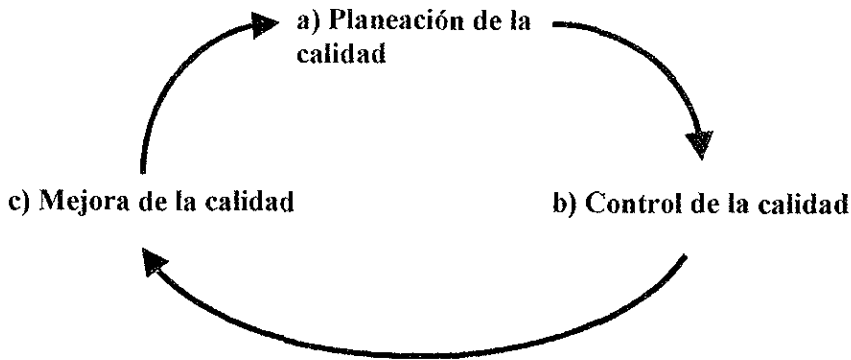 a) Planeación de la
calidad
c) Mejora de la calidad
b) Control de la calidad